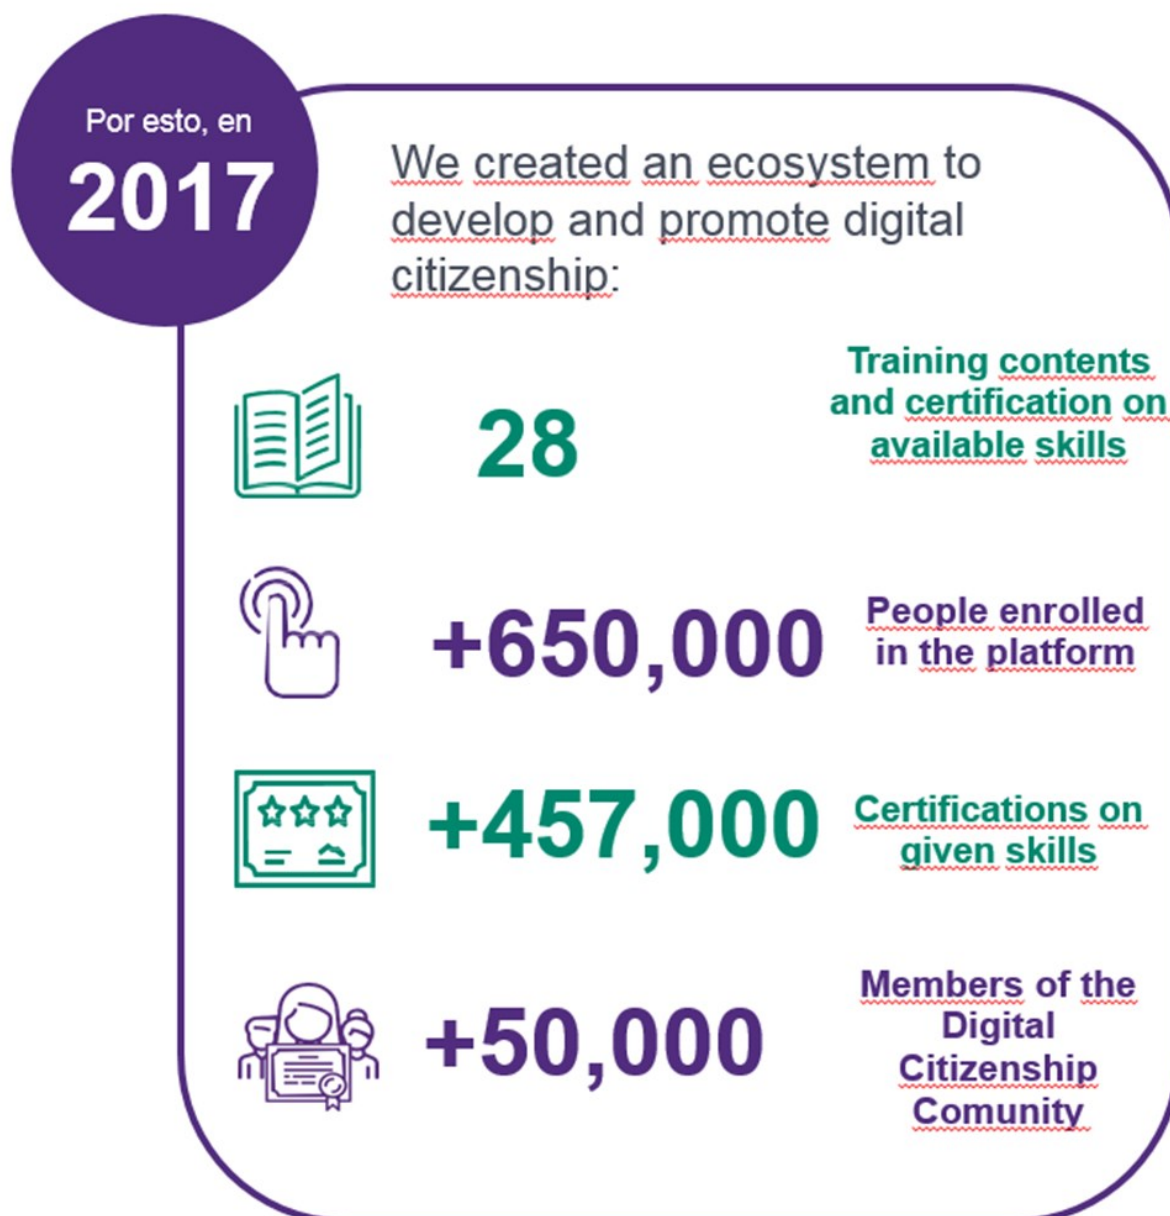 Por esto, en
2017
We created an ecosystem to
develop and promote digital
citizenship:
28
Training contents
and certification on
available skills
+650,000
People enrolled
in the platform
+457,000
Certifications on
given skills
+50,000
Members of the
Digital
Citizenship
Comunity